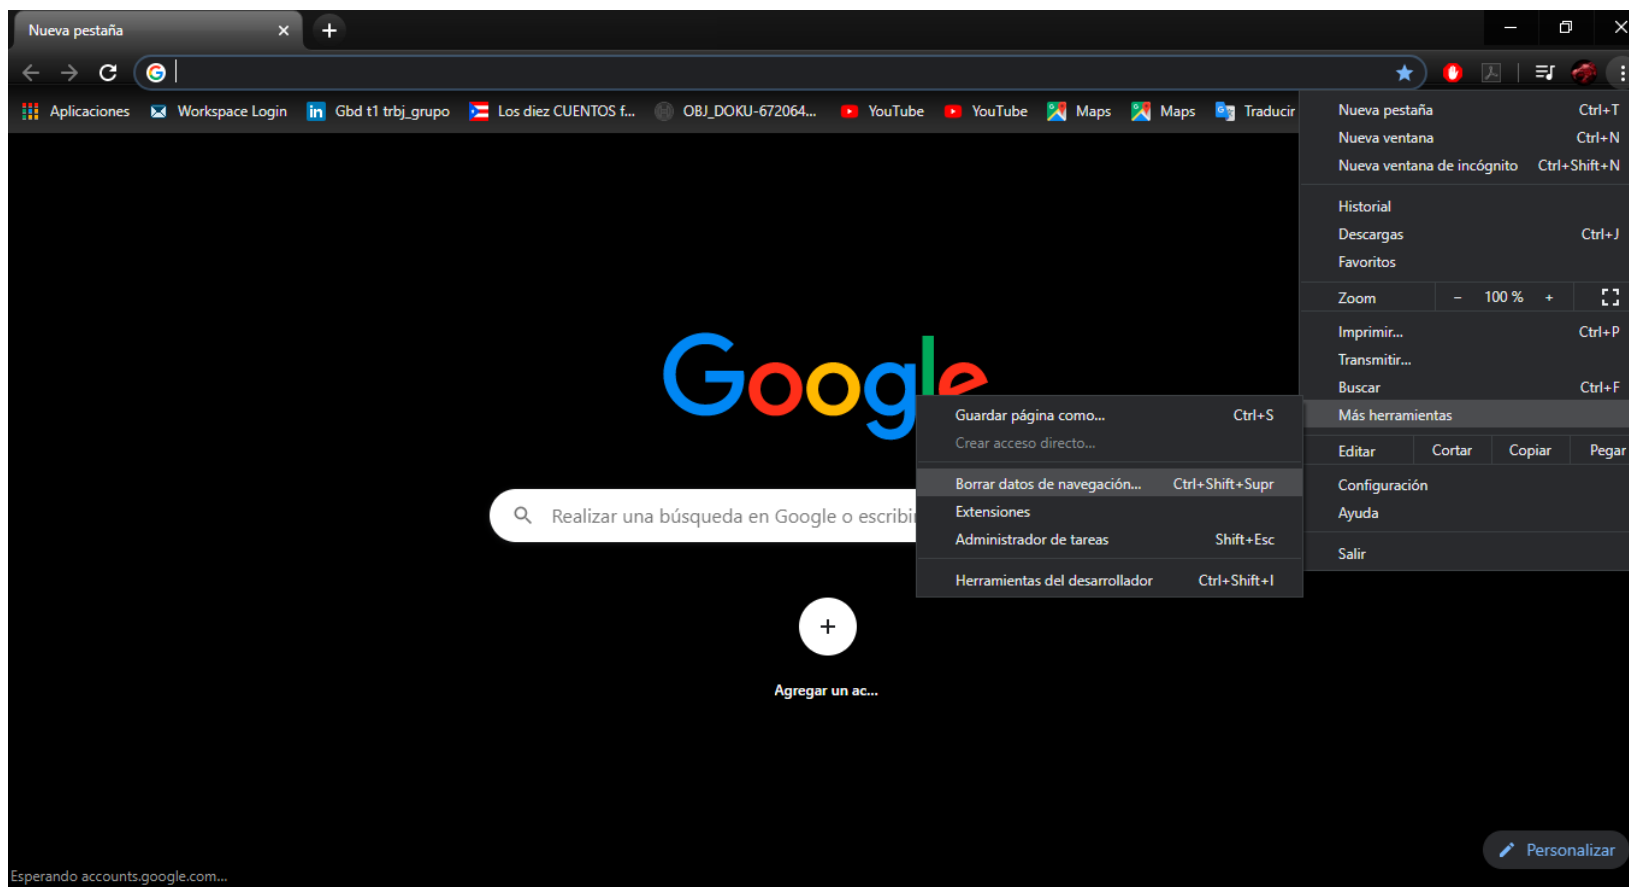 Nueva pestaña
Aplicaciones Workspace Login Gbd t1 trbj_grupo Los diez CUENTOS f... OBJ_DOKU-672064... YouTube YouTube Maps Maps Traducir
Nueva pestaña Ctrl+T
Nueva ventana Ctrl+N
Nueva ventana de incógnito Ctrl+Shift+N
Historial
Descargas Ctrl+J
Favoritos
Zoom - 100 % +
Imprimir... Ctrl+P
Transmitir...
Buscar Ctrl+F
Más herramientas
Editar Cortar Copiar Pegar
Configuración
Ayuda
Salir
Google
Guardar página como... Ctrl+S
Crear acceso directo...
Borrar datos de navegación... Ctrl+Shift+Supr
Extensiones
Administrador de tareas Shift+Esc
Herramientas del desarrollador Ctrl+Shift+I
Realizar una búsqueda en Google o escribi
Agregar un ac...
Personalizar
Esperando accounts.google.com...